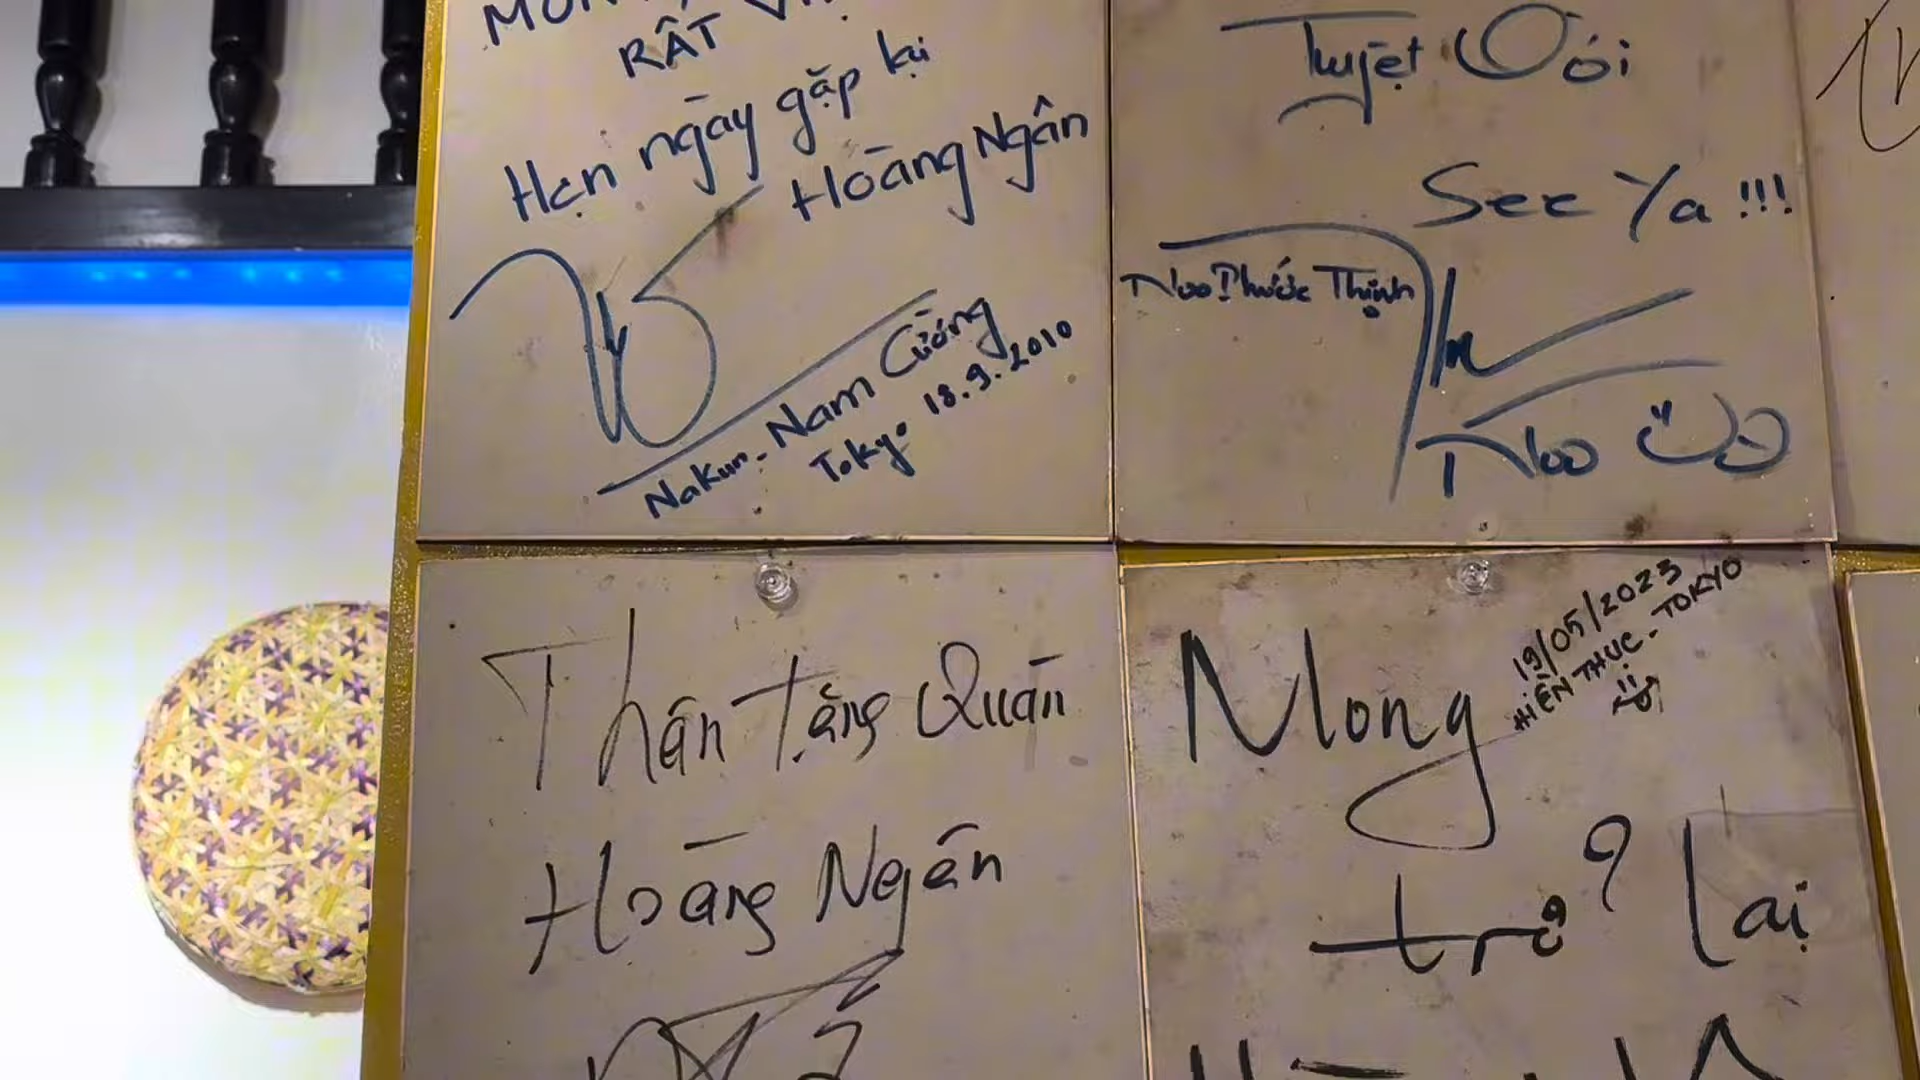 RẤT
Hẹn ngày gặp lại
Hoàng Ngân
Nakun - Nam Cường
Tokyo 18.9.2010
Tuyệt Vời
See Ya !!!
Noo Phước Thịnh
Noo
Thân Tặng Quán
Hoàng Ngân
19/05/2023
HIỀN THỤC - TOKYO
Mong
trở lại